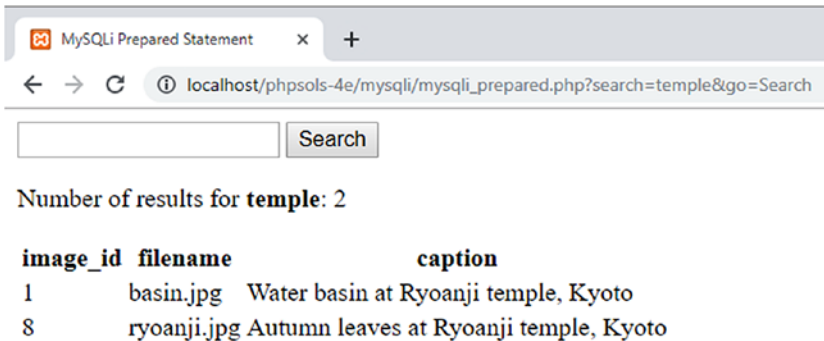 MySQLi Prepared Statement
localhost/phpsols-4e/mysqli/mysqli_prepared.php?search=temple&go=Search
Search
Number of results for temple: 2
image_id filename caption
1 basin.jpg Water basin at Ryoanji temple, Kyoto
8 ryoanji.jpg Autumn leaves at Ryoanji temple, Kyoto